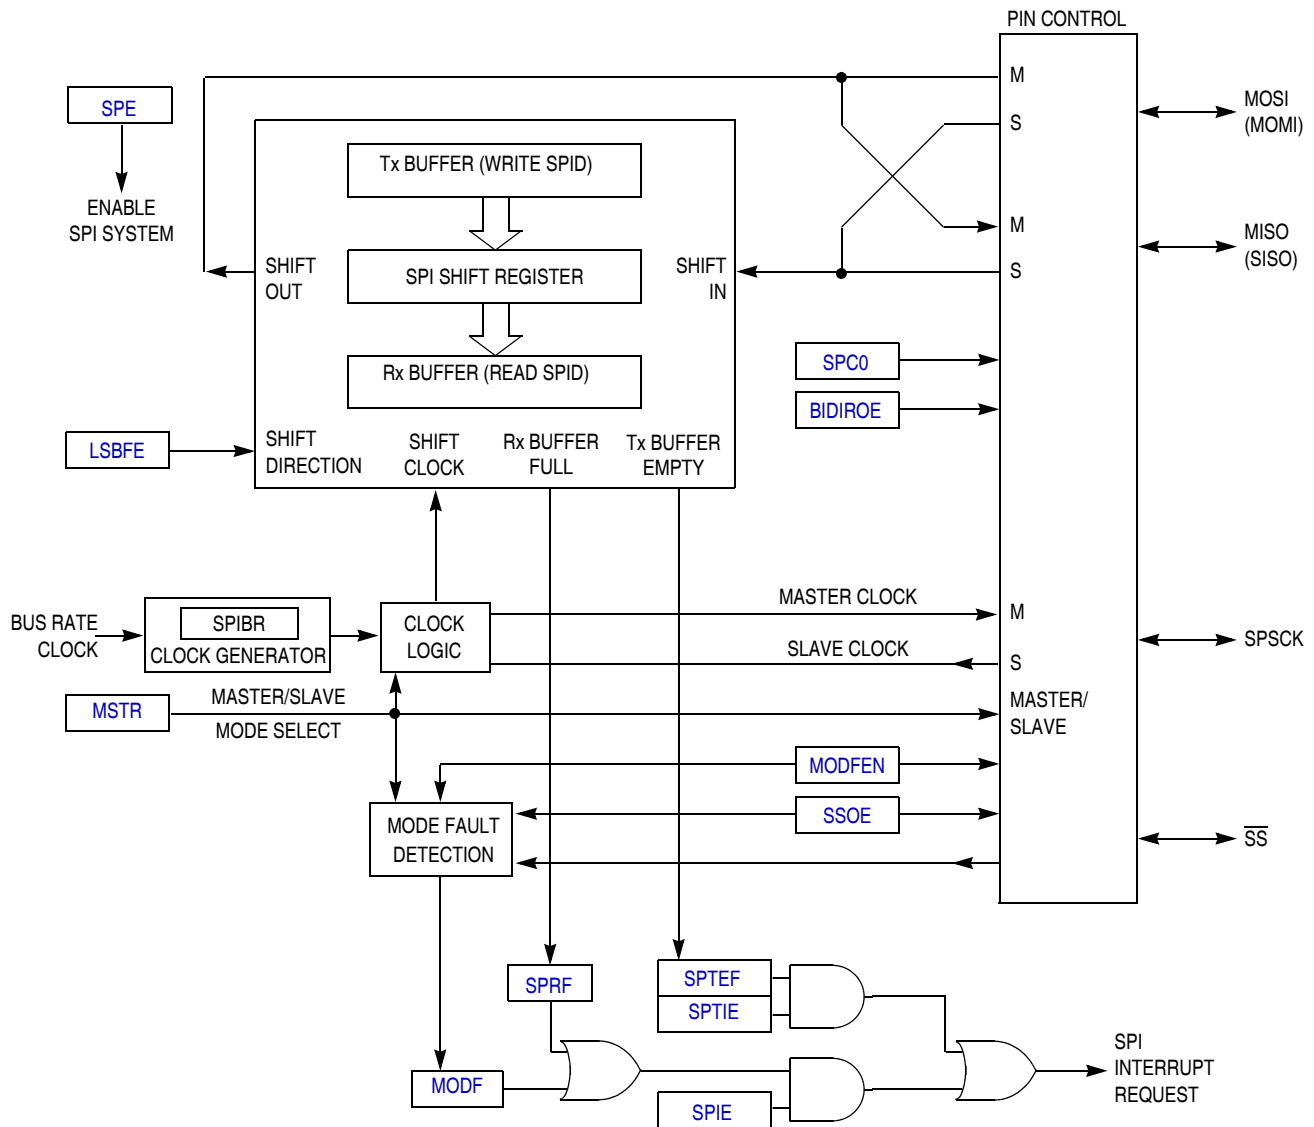 PIN CONTROL
M
MOSI
(MOMI)
S
SPE
ENABLE
SPI SYSTEM
Tx BUFFER (WRITE SPID)
SPI SHIFT REGISTER
Rx BUFFER (READ SPID)
SHIFT
OUT
SHIFT
IN
M
MISO
(SISO)
S
SPC0
BIDIROE
LSBFE
SHIFT
DIRECTION
SHIFT
CLOCK
Rx BUFFER
FULL
Tx BUFFER
EMPTY
BUS RATE
CLOCK
SPIBR
CLOCK GENERATOR
CLOCK
LOGIC
MASTER CLOCK
M
SLAVE CLOCK
S
SPSCK
MSTR
MASTER/SLAVE
MODE SELECT
MASTER/
SLAVE
MODFEN
SSOE
MODE FAULT
DETECTION
SS
SPRF
SPTEF
SPTIE
MODF
SPIE
SPI
INTERRUPT
REQUEST